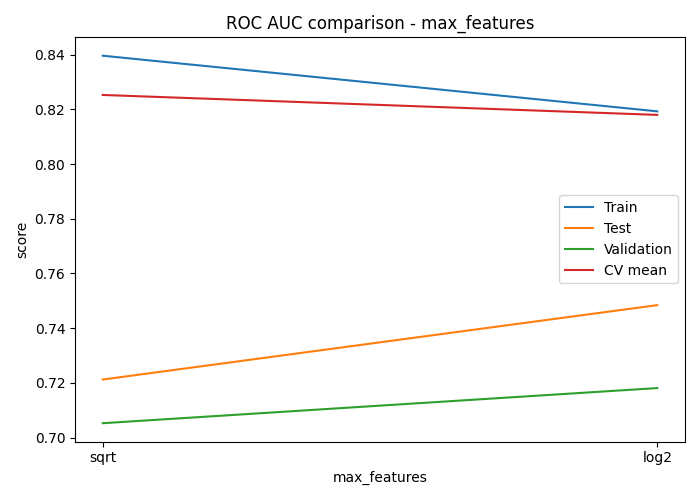 ROC AUC comparison - max_features
0.84
0.82
0.80
0.78
0.76
0.74
0.72
0.70
score
Train
Test
Validation
CV mean
sqrt
log2
max_features